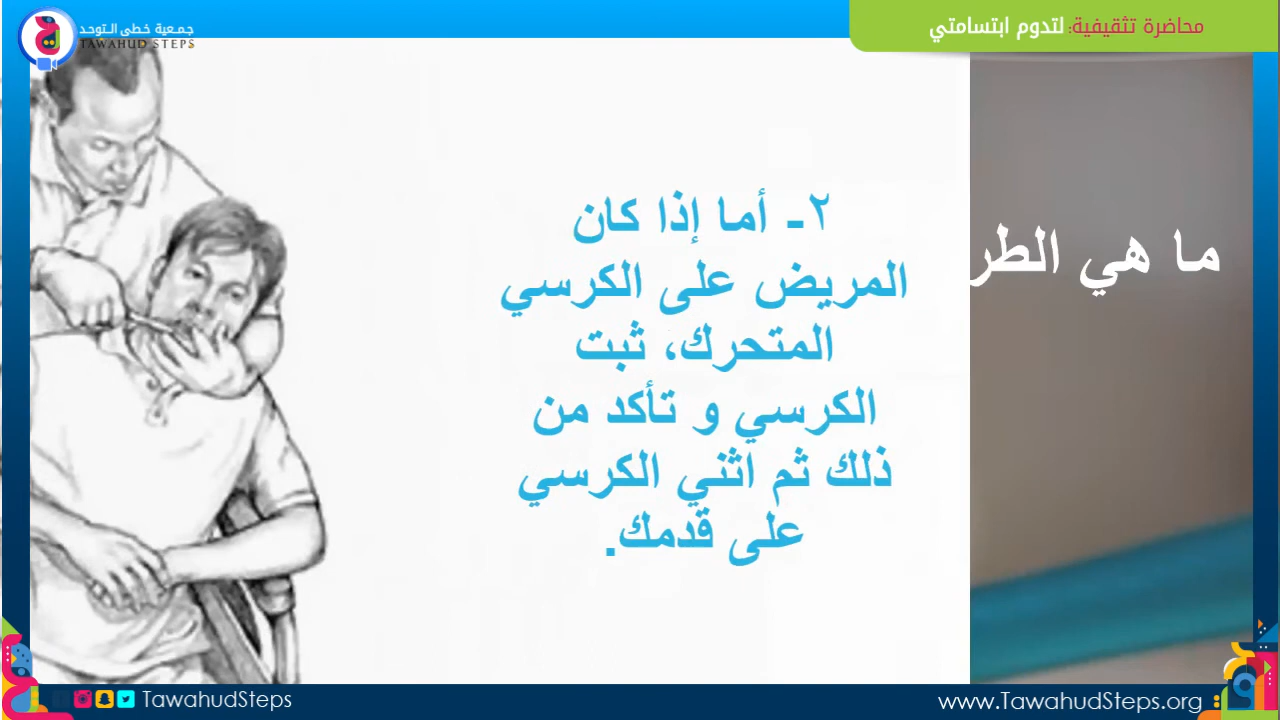 محاضرة تثقيفية: لتدوم ابتسامتي
جمعية خطى التوحد
TAWAHUD STEPS
ما هي الطر
٢- أما إذا كان
المريض على الكرسي
المتحرك، ثبت
الكرسي و تأكد من
ذلك ثم اثني الكرسي
على قدمك.
TawahudSteps
www.TawahudSteps.org